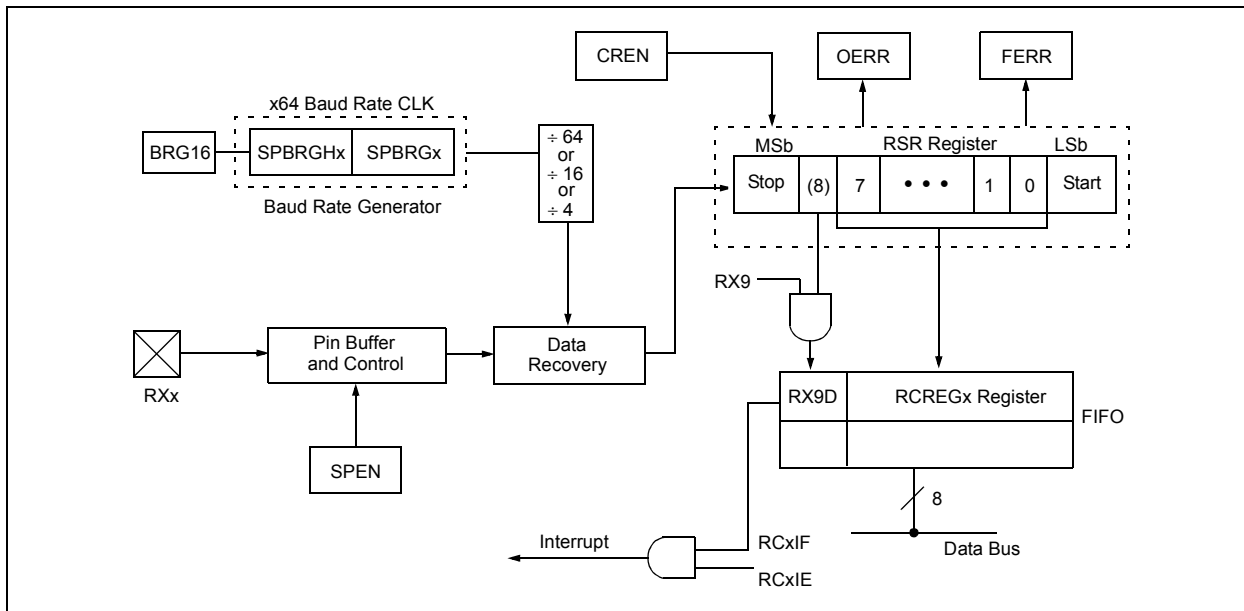 CREN
OERR
FERR
x64 Baud Rate CLK
BRG16
SPBRGHx
SPBRGx
Baud Rate Generator
÷ 64
or
÷ 16
or
÷ 4
MSb
RSR Register
LSb
Stop
(8)
7
• • •
1
0
Start
RX9
RXx
Pin Buffer
and Control
Data
Recovery
SPEN
RX9D
RCREGx Register
FIFO
8
Data Bus
Interrupt
RCxIF
RCxIE